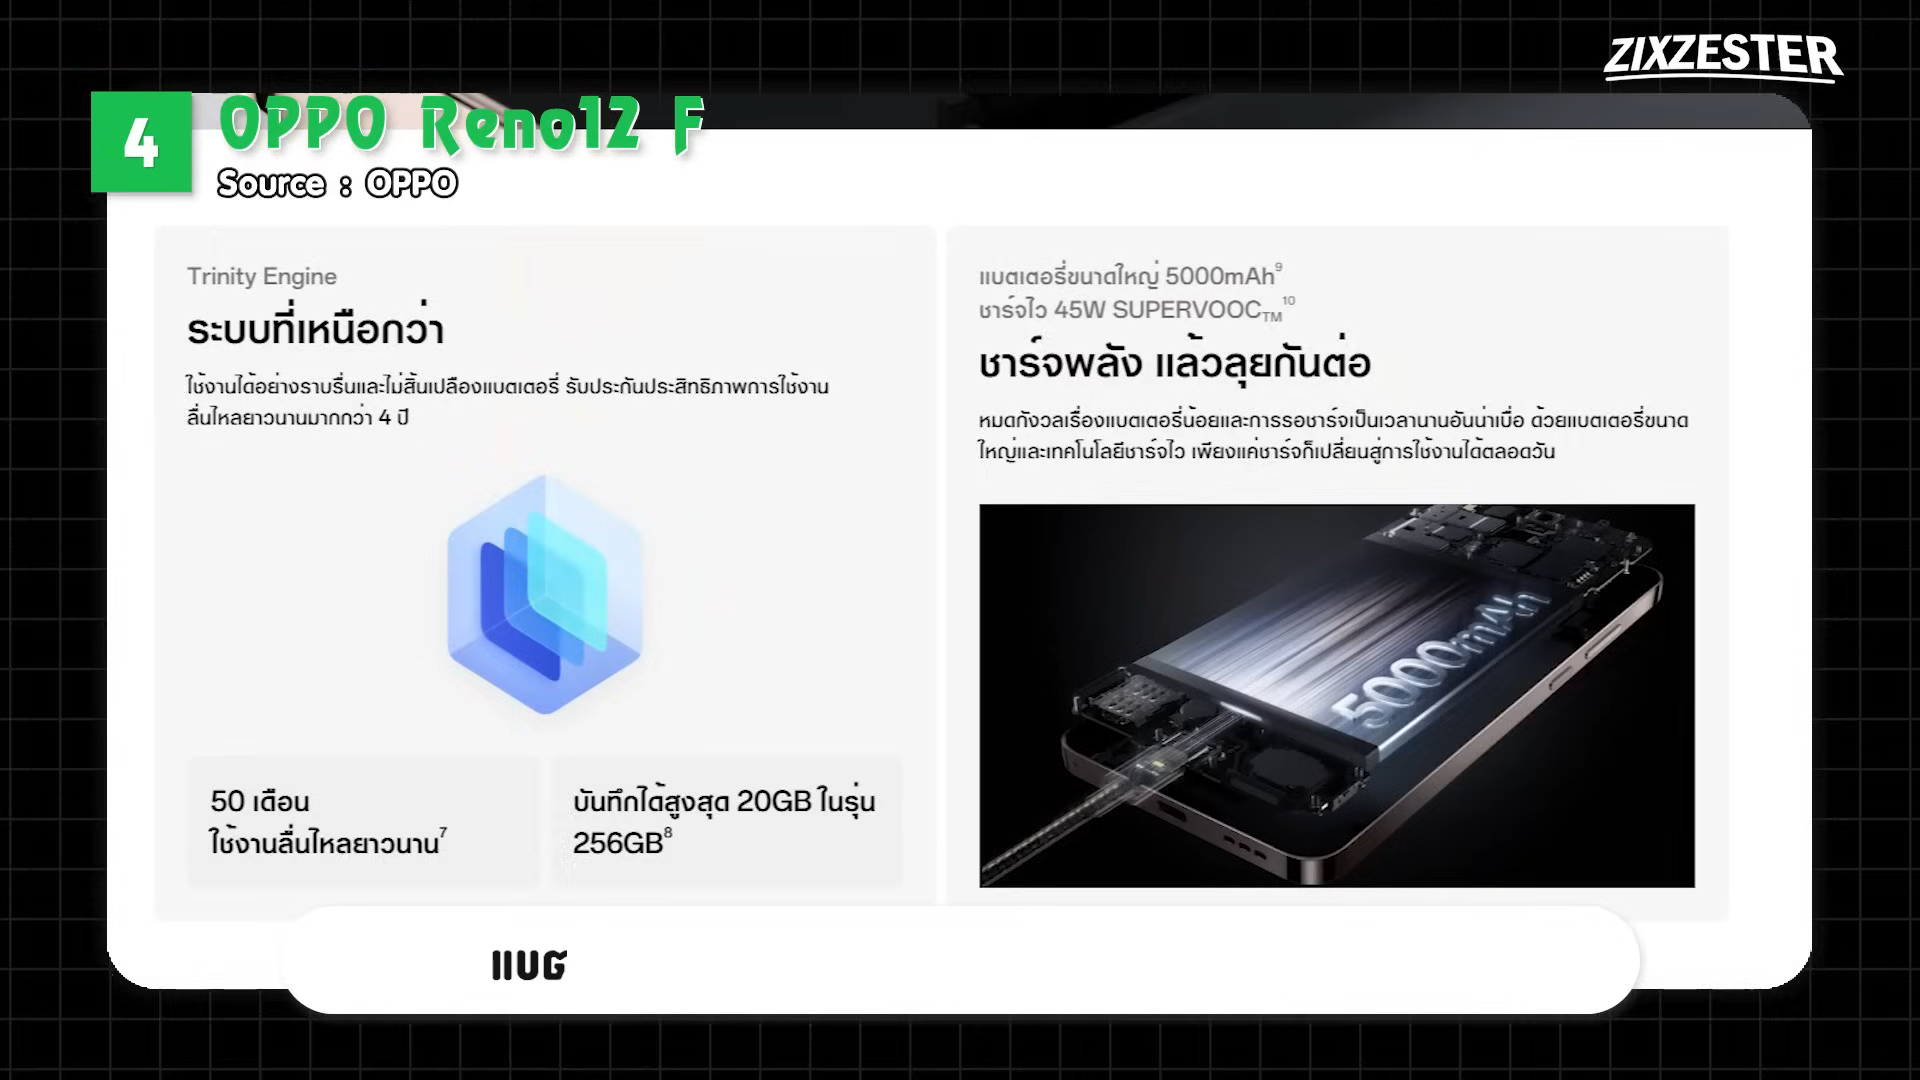 ZIXZESTER
4
OPPO Reno12 F
Source : OPPO
Trinity Engine
ระบบที่เหนือกว่า
ใช้งานได้อย่างราบรื่นและไม่สิ้นเปลืองแบตเตอรี่ รับประกันประสิทธิภาพการใช้งาน
ลื่นไหลยาวนานมากกว่า 4 ปี
50 เดือน
ใช้งานลื่นไหลยาวนาน⁷
บันทึกได้สูงสุด 20GB ในรุ่น
256GB⁸
แบตเตอรี่ขนาดใหญ่ 5000mAh⁹
ชาร์จไว 45W SUPERVOOC™¹⁰
ชาร์จพลัง แล้วลุยกันต่อ
หมดกังวลเรื่องแบตเตอรี่น้อยและการรอชาร์จเป็นเวลานานอันน่าเบื่อ ด้วยแบตเตอรี่ขนาด
ใหญ่และเทคโนโลยีชาร์จไว เพียงแค่ชาร์จก็เปลี่ยนสู่การใช้งานได้ตลอดวัน
5000mAh
แบต